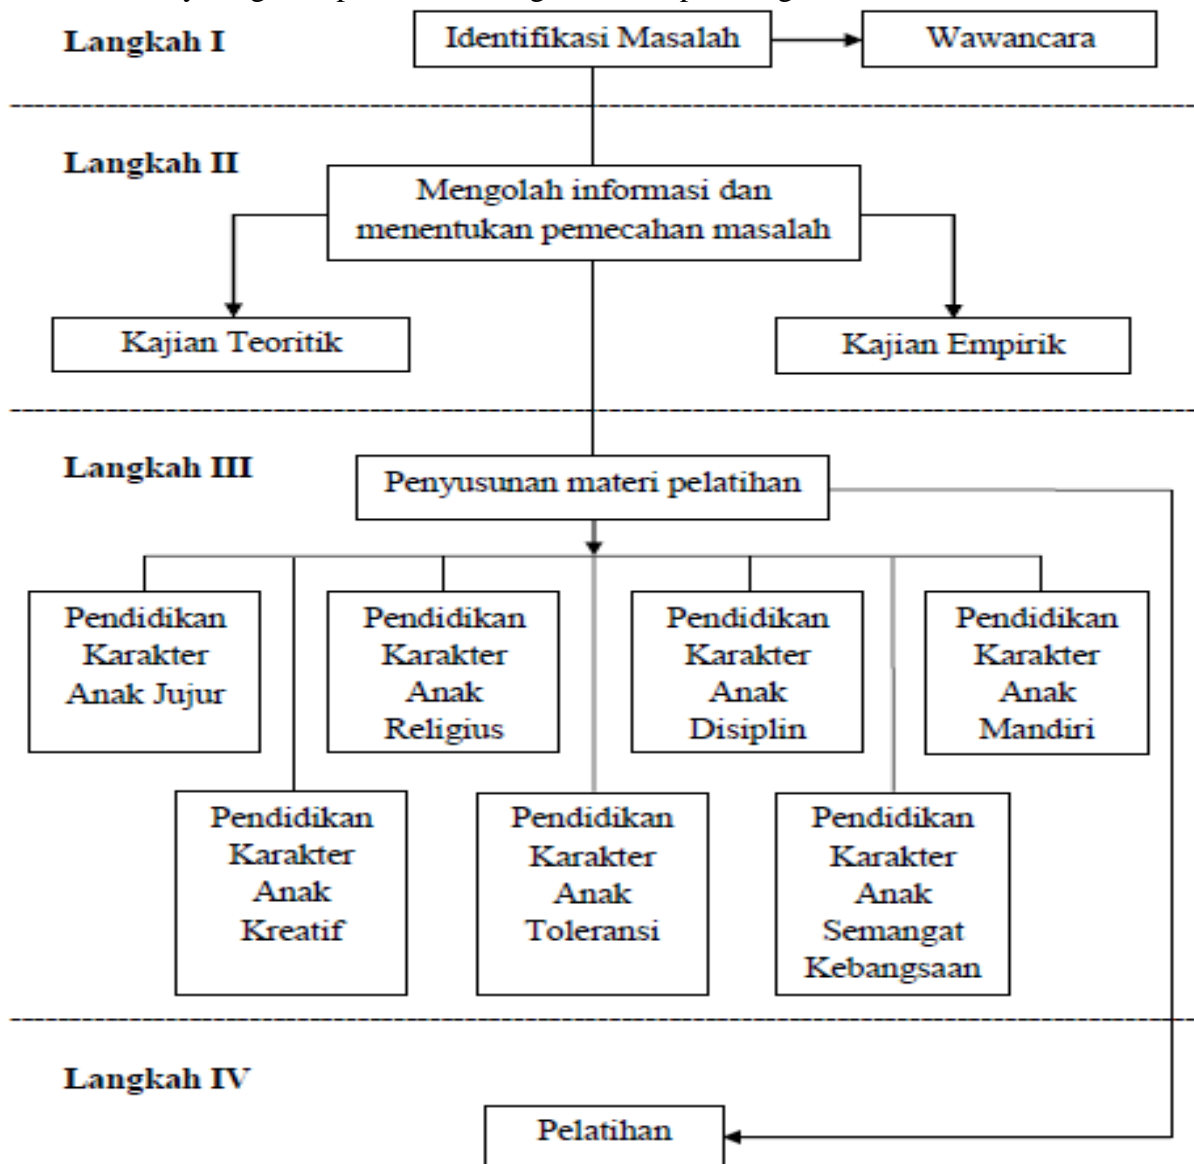 Langkah I
Identifikasi Masalah
Wawancara
Langkah II
Mengolah informasi dan
menentukan pemecahan masalah
Kajian Teoritik
Kajian Empirik
Langkah III
Penyusunan materi pelatihan
Pendidikan
Karakter
Anak Jujur
Pendidikan
Karakter
Anak
Religius
Pendidikan
Karakter
Anak
Disiplin
Pendidikan
Karakter
Anak
Mandiri
Pendidikan
Karakter
Anak
Kreatif
Pendidikan
Karakter
Anak
Toleransi
Pendidikan
Karakter
Anak
Semangat
Kebangsaan
Langkah IV
Pelatihan